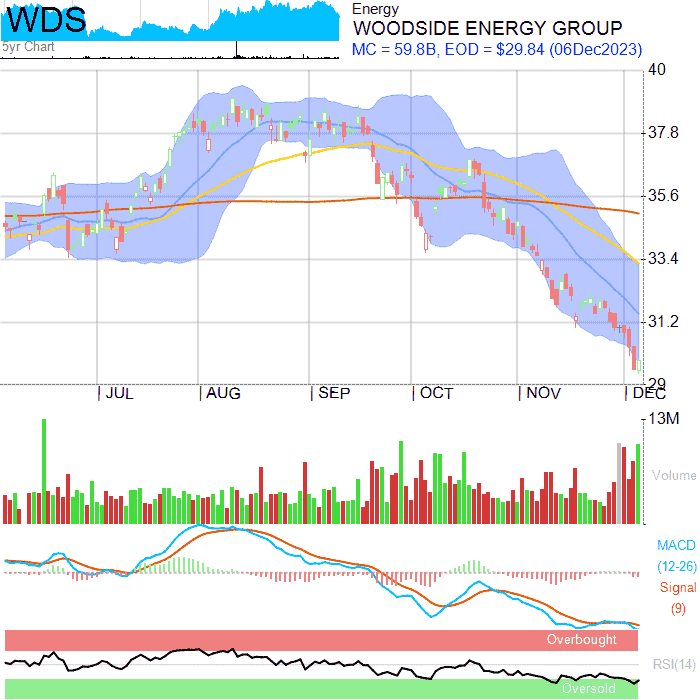 WDS
5yr Chart
Energy
WOODSIDE ENERGY GROUP
MC = 59.8B, EOD = $29.84 (06Dec2023)
40
37.8
35.6
33.4
31.2
29
JUL AUG SEP OCT NOV DEC
13M
Volume
MACD
(12-26)
Signal
(9)
Overbought
RSI(14)
Oversold